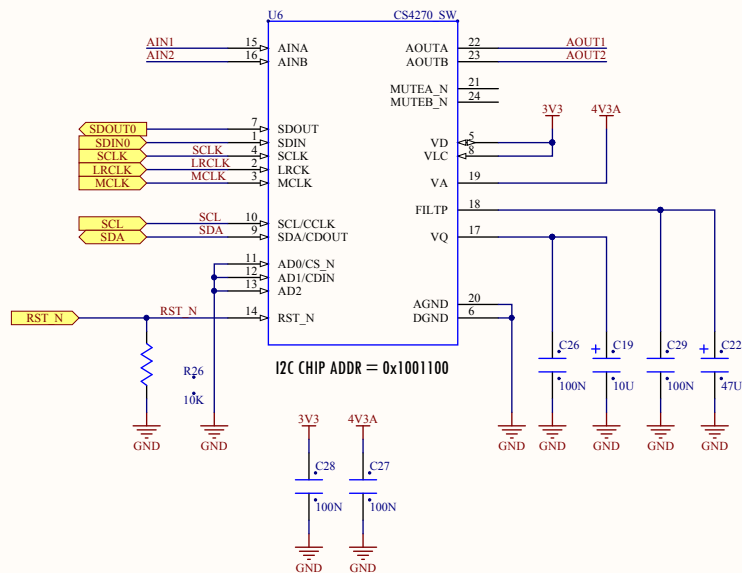 U6 CS4270_SW
AIN1 15 AINA AOUTA 22 AOUT1
AIN2 16 AINB AOUTB 23 AOUT2
MUTEA_N 21
MUTEB_N 24
3V3 4V3A
SDOUT0 7 SDOUT
SDIN0 1 SDIN VD 5
SCLK SCLK 4 SCLK VLC 8
LRCLK LRCLK 2 LRCK
MCLK MCLK 3 MCLK VA 19
FILTP 18
SCL SCL 10 SCL/CCLK
SDA SDA 9 SDA/CDOUT VQ 17
11 AD0/CS_N
12 AD1/CDIN
13 AD2
AGND 20
RST_N RST_N 14 RST_N DGND 6
I2C CHIP ADDR = 0x1001100
R26
10K
C26 C19 C29 C22
100N 10U 100N 47U
+ +
GND GND GND GND GND GND GND
3V3 4V3A
C28 C27
100N 100N
GND GND